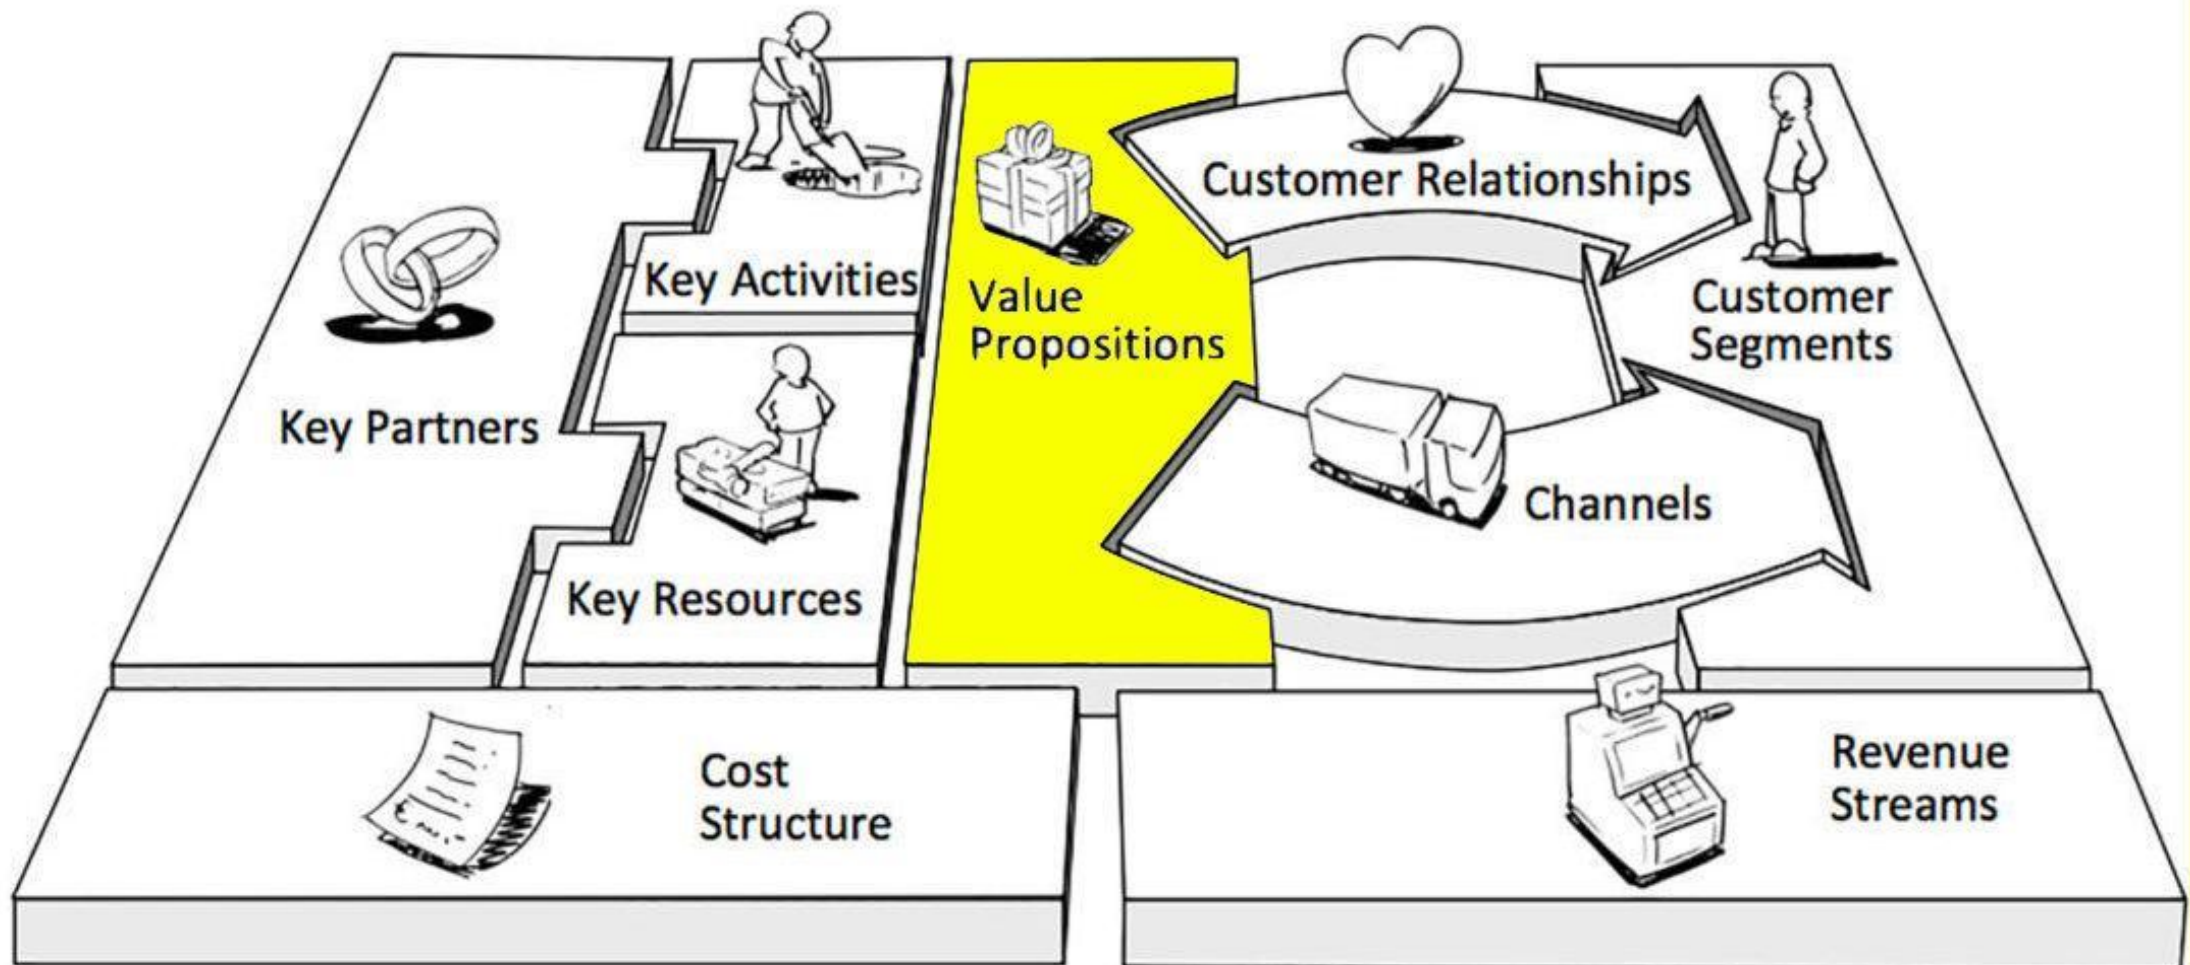 Key Partners
Key Activities
Key Resources
Value
Propositions
Customer Relationships
Channels
Customer
Segments
Cost
Structure
Revenue
Streams